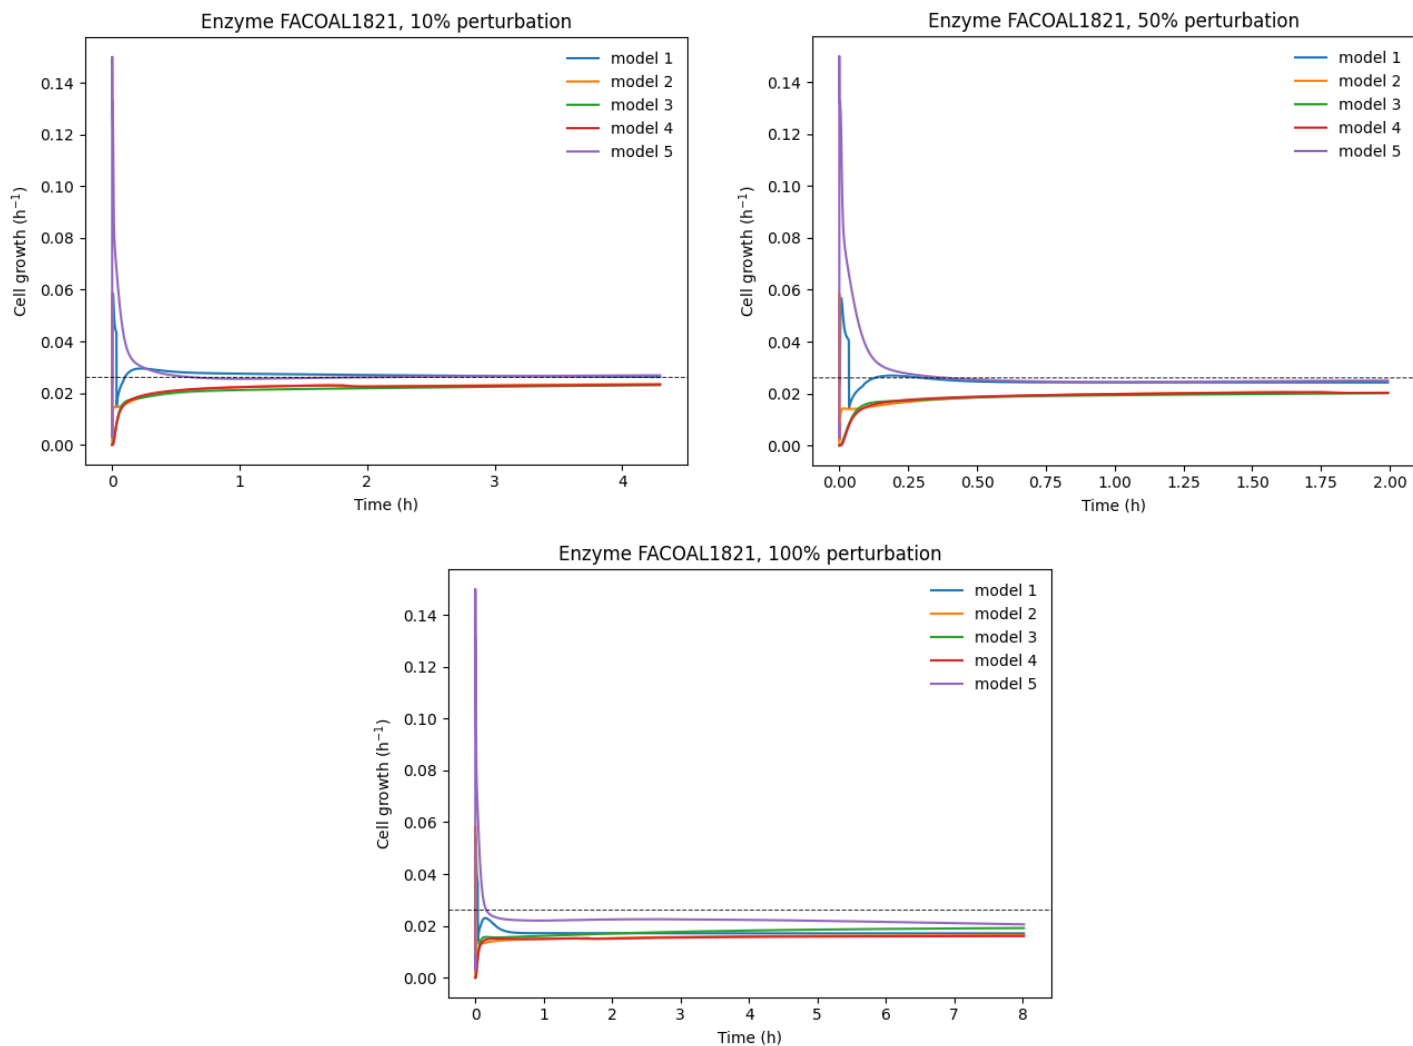 Enzyme FACOAL1821, 10% perturbation
Cell growth (h⁻¹)
0.14
0.12
0.10
0.08
0.06
0.04
0.02
0.00
model 1
model 2
model 3
model 4
model 5
0 1 2 3 4
Time (h)
Enzyme FACOAL1821, 50% perturbation
Cell growth (h⁻¹)
0.14
0.12
0.10
0.08
0.06
0.04
0.02
0.00
model 1
model 2
model 3
model 4
model 5
0.00 0.25 0.50 0.75 1.00 1.25 1.50 1.75 2.00
Time (h)
Enzyme FACOAL1821, 100% perturbation
Cell growth (h⁻¹)
0.14
0.12
0.10
0.08
0.06
0.04
0.02
0.00
model 1
model 2
model 3
model 4
model 5
0 1 2 3 4 5 6 7 8
Time (h)